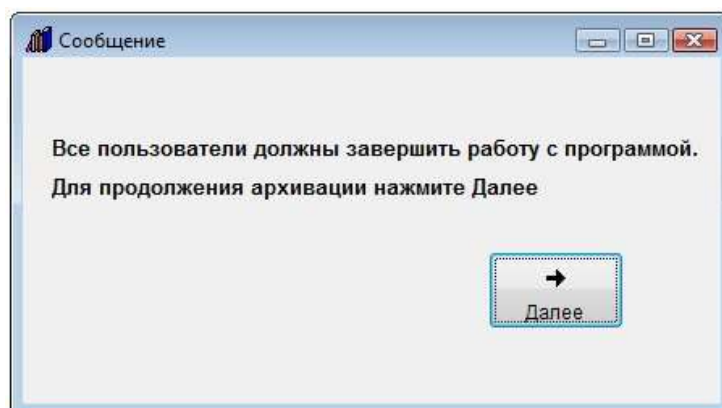 Сообщение
Все пользователи должны завершить работу с программой.
Для продолжения архивации нажмите Далее
Далее